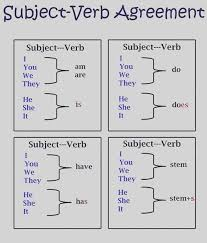 Subject-Verb Agreement
Subject---Verb
I
You
We
They
am
are
He
She
It
is
Subject---Verb
I
You
We
They
do
He
She
It
does
Subject---Verb
I
You
We
They
have
He
She
It
has
Subject---Verb
I
You
We
They
stem
He
She
It
stem+s